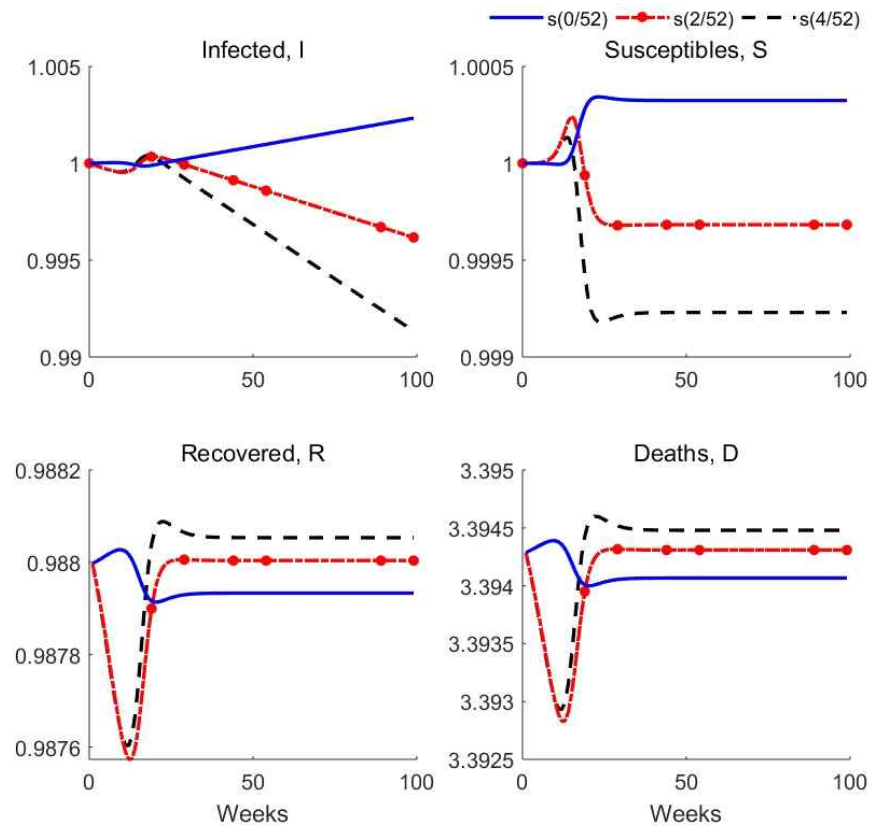 s(0/52) s(2/52) s(4/52)
Infected, I
Susceptibles, S
1.005
1
0.995
0.99
0 50 100
1.0005
1
0.9995
0.999
0 50 100
Recovered, R
Deaths, D
0.9882
0.988
0.9878
0.9876
0 50 100
Weeks
3.395
3.3945
3.394
3.3935
3.393
3.3925
0 50 100
Weeks